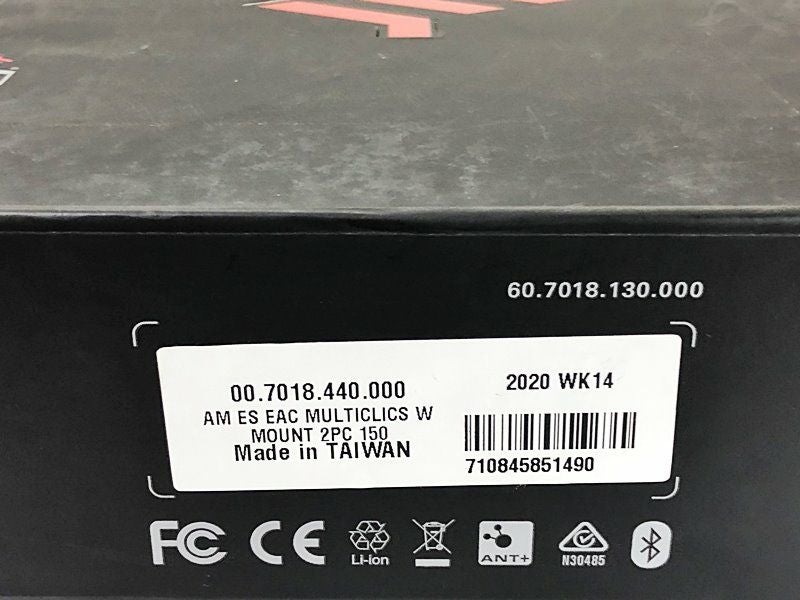 60.7018.130.000
00.7018.440.000
2020 WK14
AM ES EAC MULTICLICS W
MOUNT 2PC 150
Made in TAIWAN
710845851490
FC CE Li-Ion ANT+ N30485